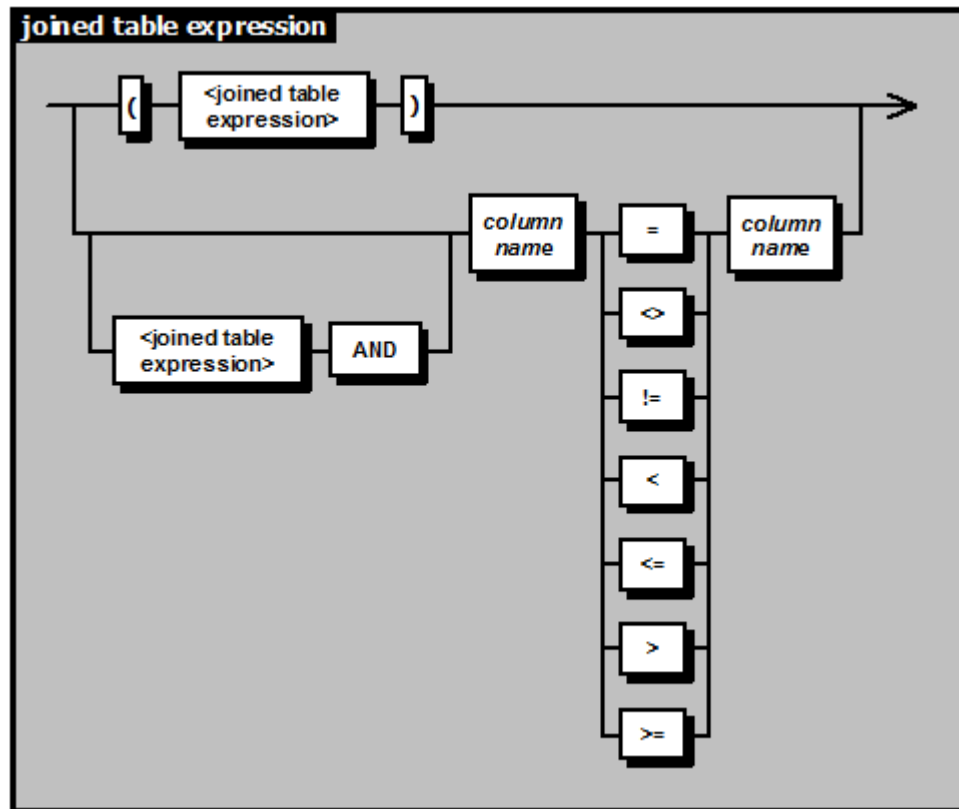 joined table expression
(
<joined table
expression>
)
column
name
=
column
name
<>
<joined table
expression>
AND
!=
<
<=
>
>=